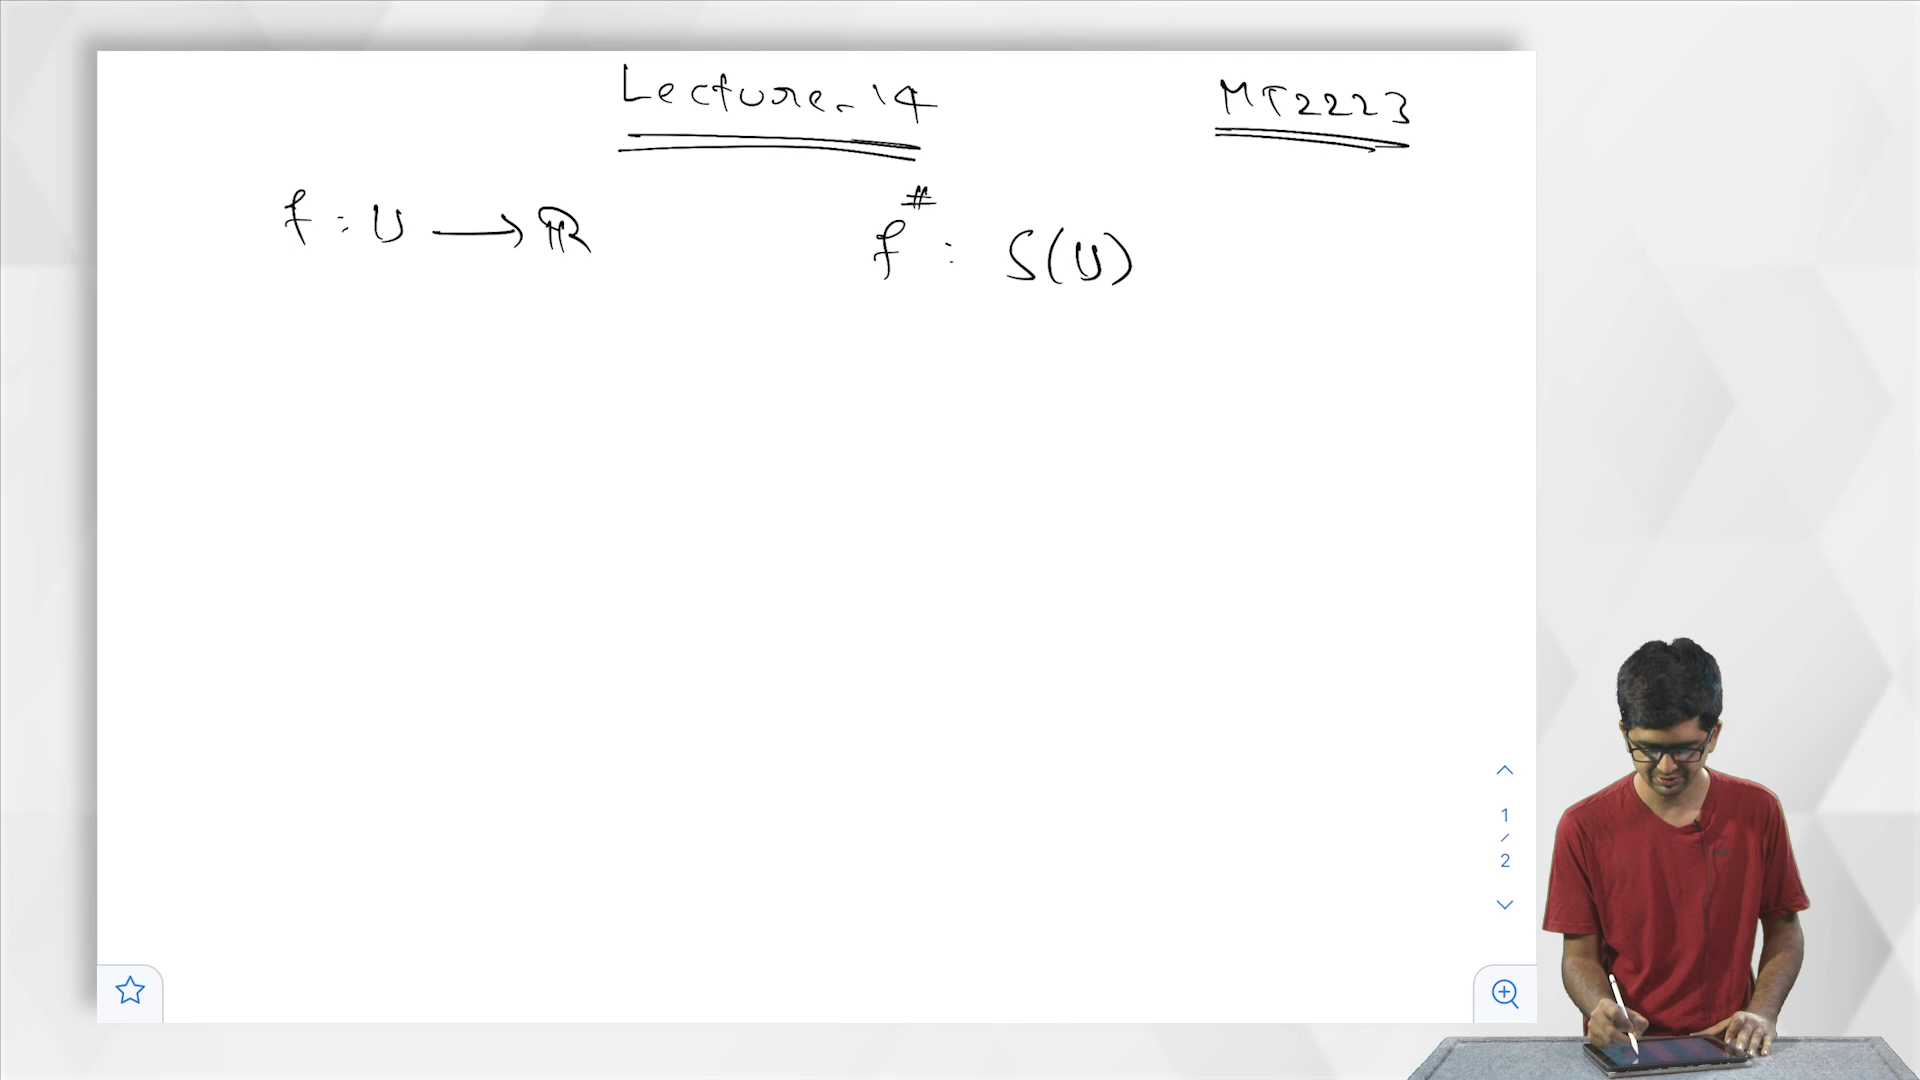 Lecture-14
MT2223
f : U → ℝ
f# : S(U)
1
/
2